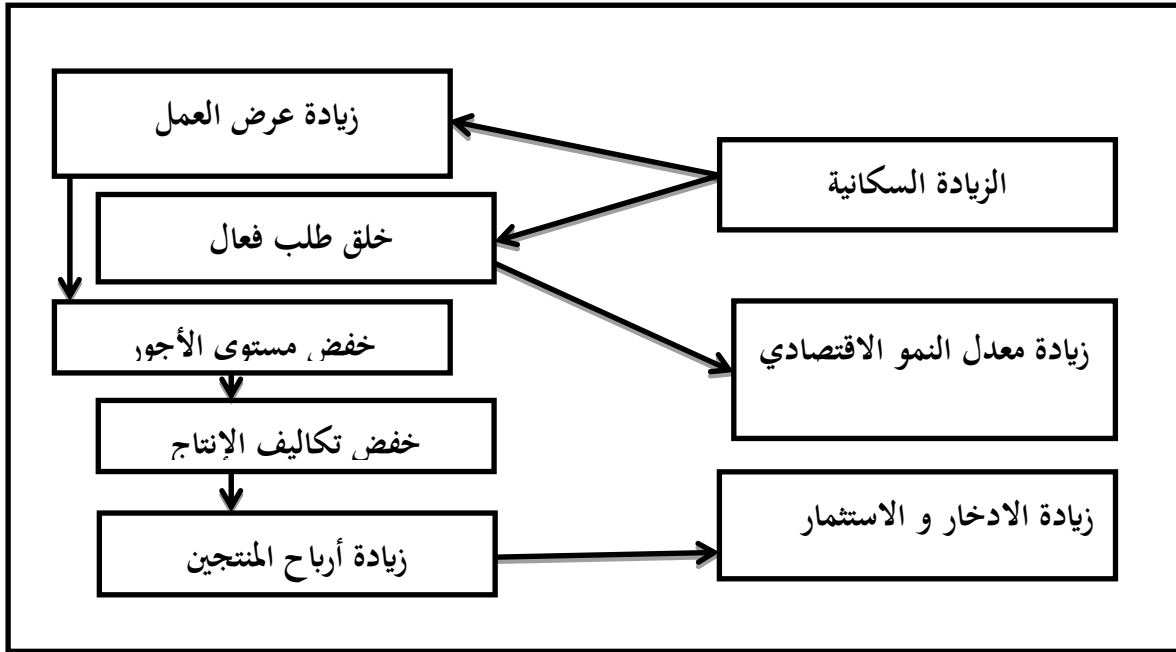 زيادة عرض العمل
الزيادة السكانية
خلق طلب فعال
خفض مستوى الأجور
زيادة معدل النمو الاقتصادي
خفض تكاليف الإنتاج
زيادة الادخار و الاستثمار
زيادة أرباح المنتجين